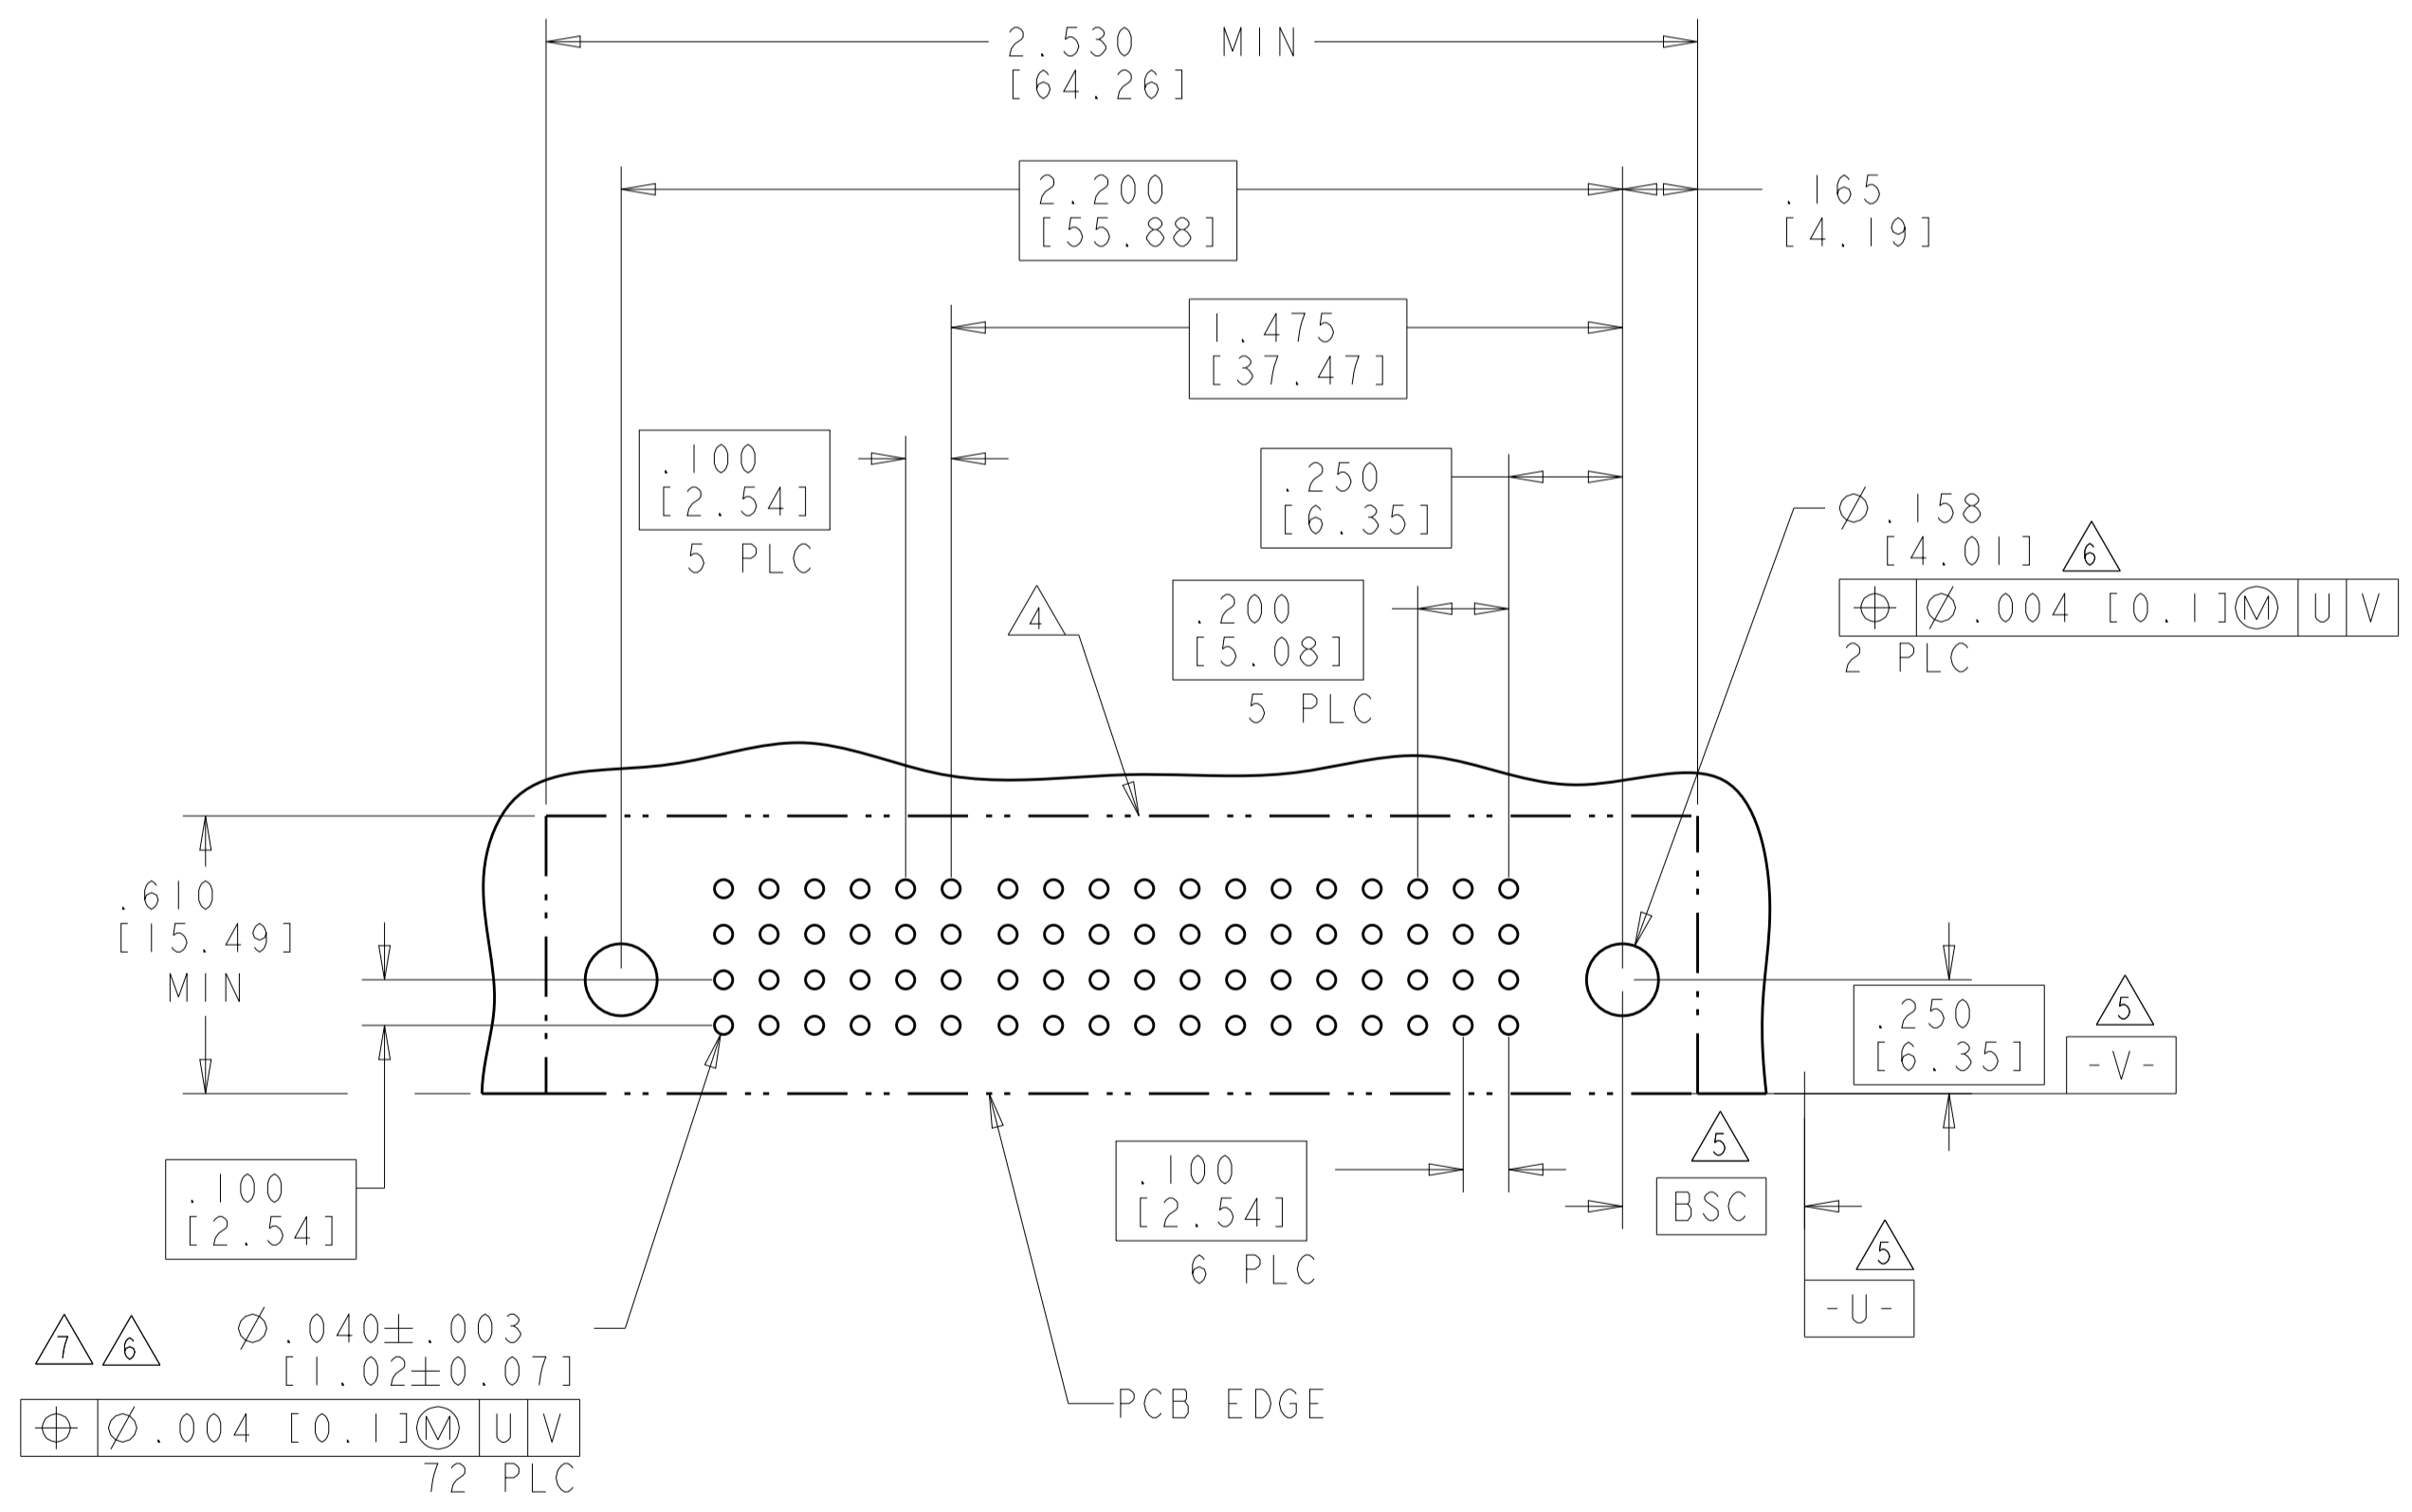 2.530 MIN
[64.26]
2.200
[55.88]
.165
[4.19]
1.475
[37.47]
.100
[2.54]
5 PLC
.250
[6.35]
⌀.158
[4.01] 6
⌖ ⌀.004 [0.1]Ⓜ U V
2 PLC
4
.200
[5.08]
5 PLC
.610
[15.49]
MIN
.250
[6.35]
5
-V-
.100
[2.54]
.100
[2.54]
6 PLC
5
BSC
5
-U-
7 6 ⌀.040±.003
[1.02±0.07]
⌖ ⌀.004 [0.1]Ⓜ U V
72 PLC
PCB EDGE